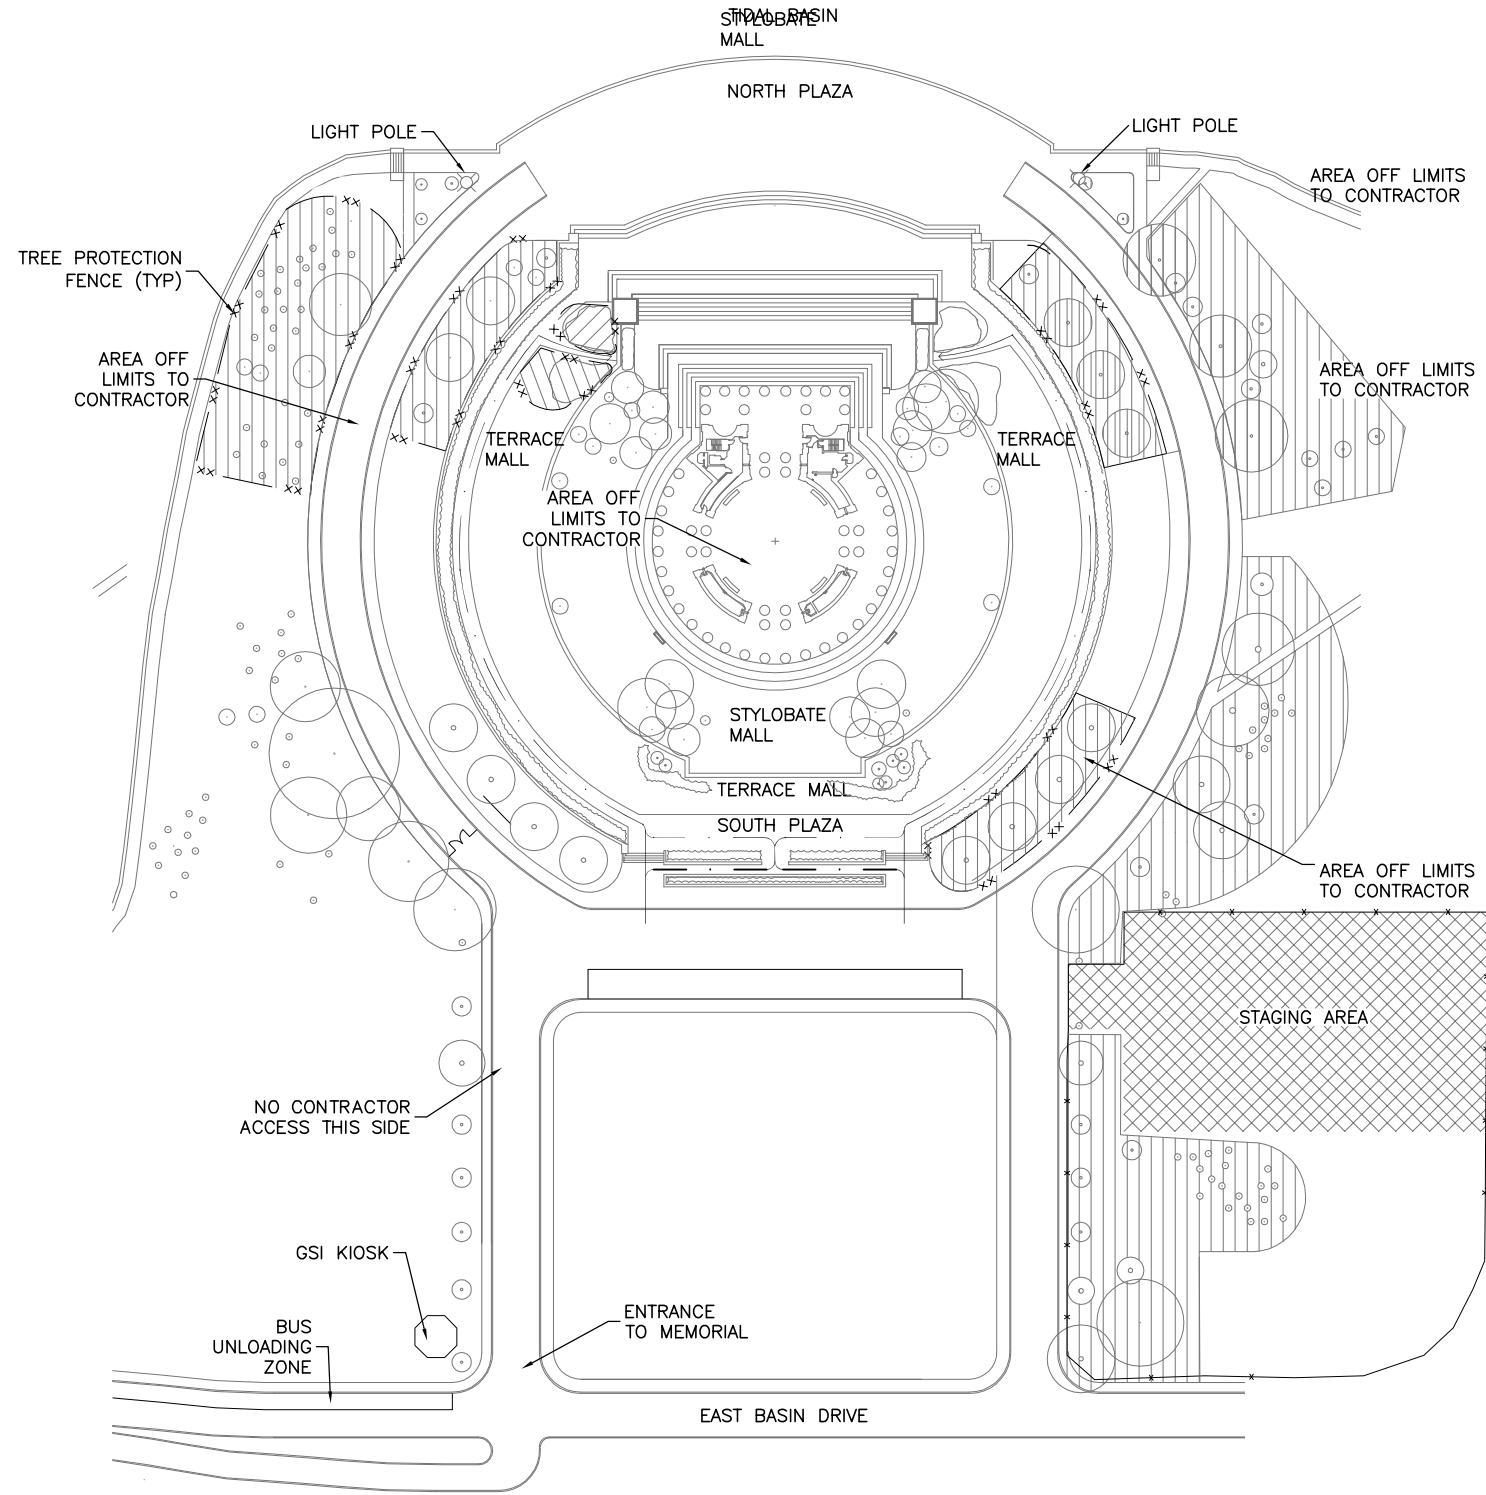 TIDAL BASIN
STYLOBATE
MALL
NORTH PLAZA
LIGHT POLE
LIGHT POLE
AREA OFF LIMITS
TO CONTRACTOR
TREE PROTECTION
FENCE (TYP)
AREA OFF
LIMITS TO
CONTRACTOR
AREA OFF LIMITS
TO CONTRACTOR
TERRACE
MALL
TERRACE
MALL
AREA OFF
LIMITS TO
CONTRACTOR
STYLOBATE
MALL
TERRACE MALL
SOUTH PLAZA
AREA OFF LIMITS
TO CONTRACTOR
STAGING AREA
NO CONTRACTOR
ACCESS THIS SIDE
GSI KIOSK
BUS
UNLOADING
ZONE
ENTRANCE
TO MEMORIAL
EAST BASIN DRIVE